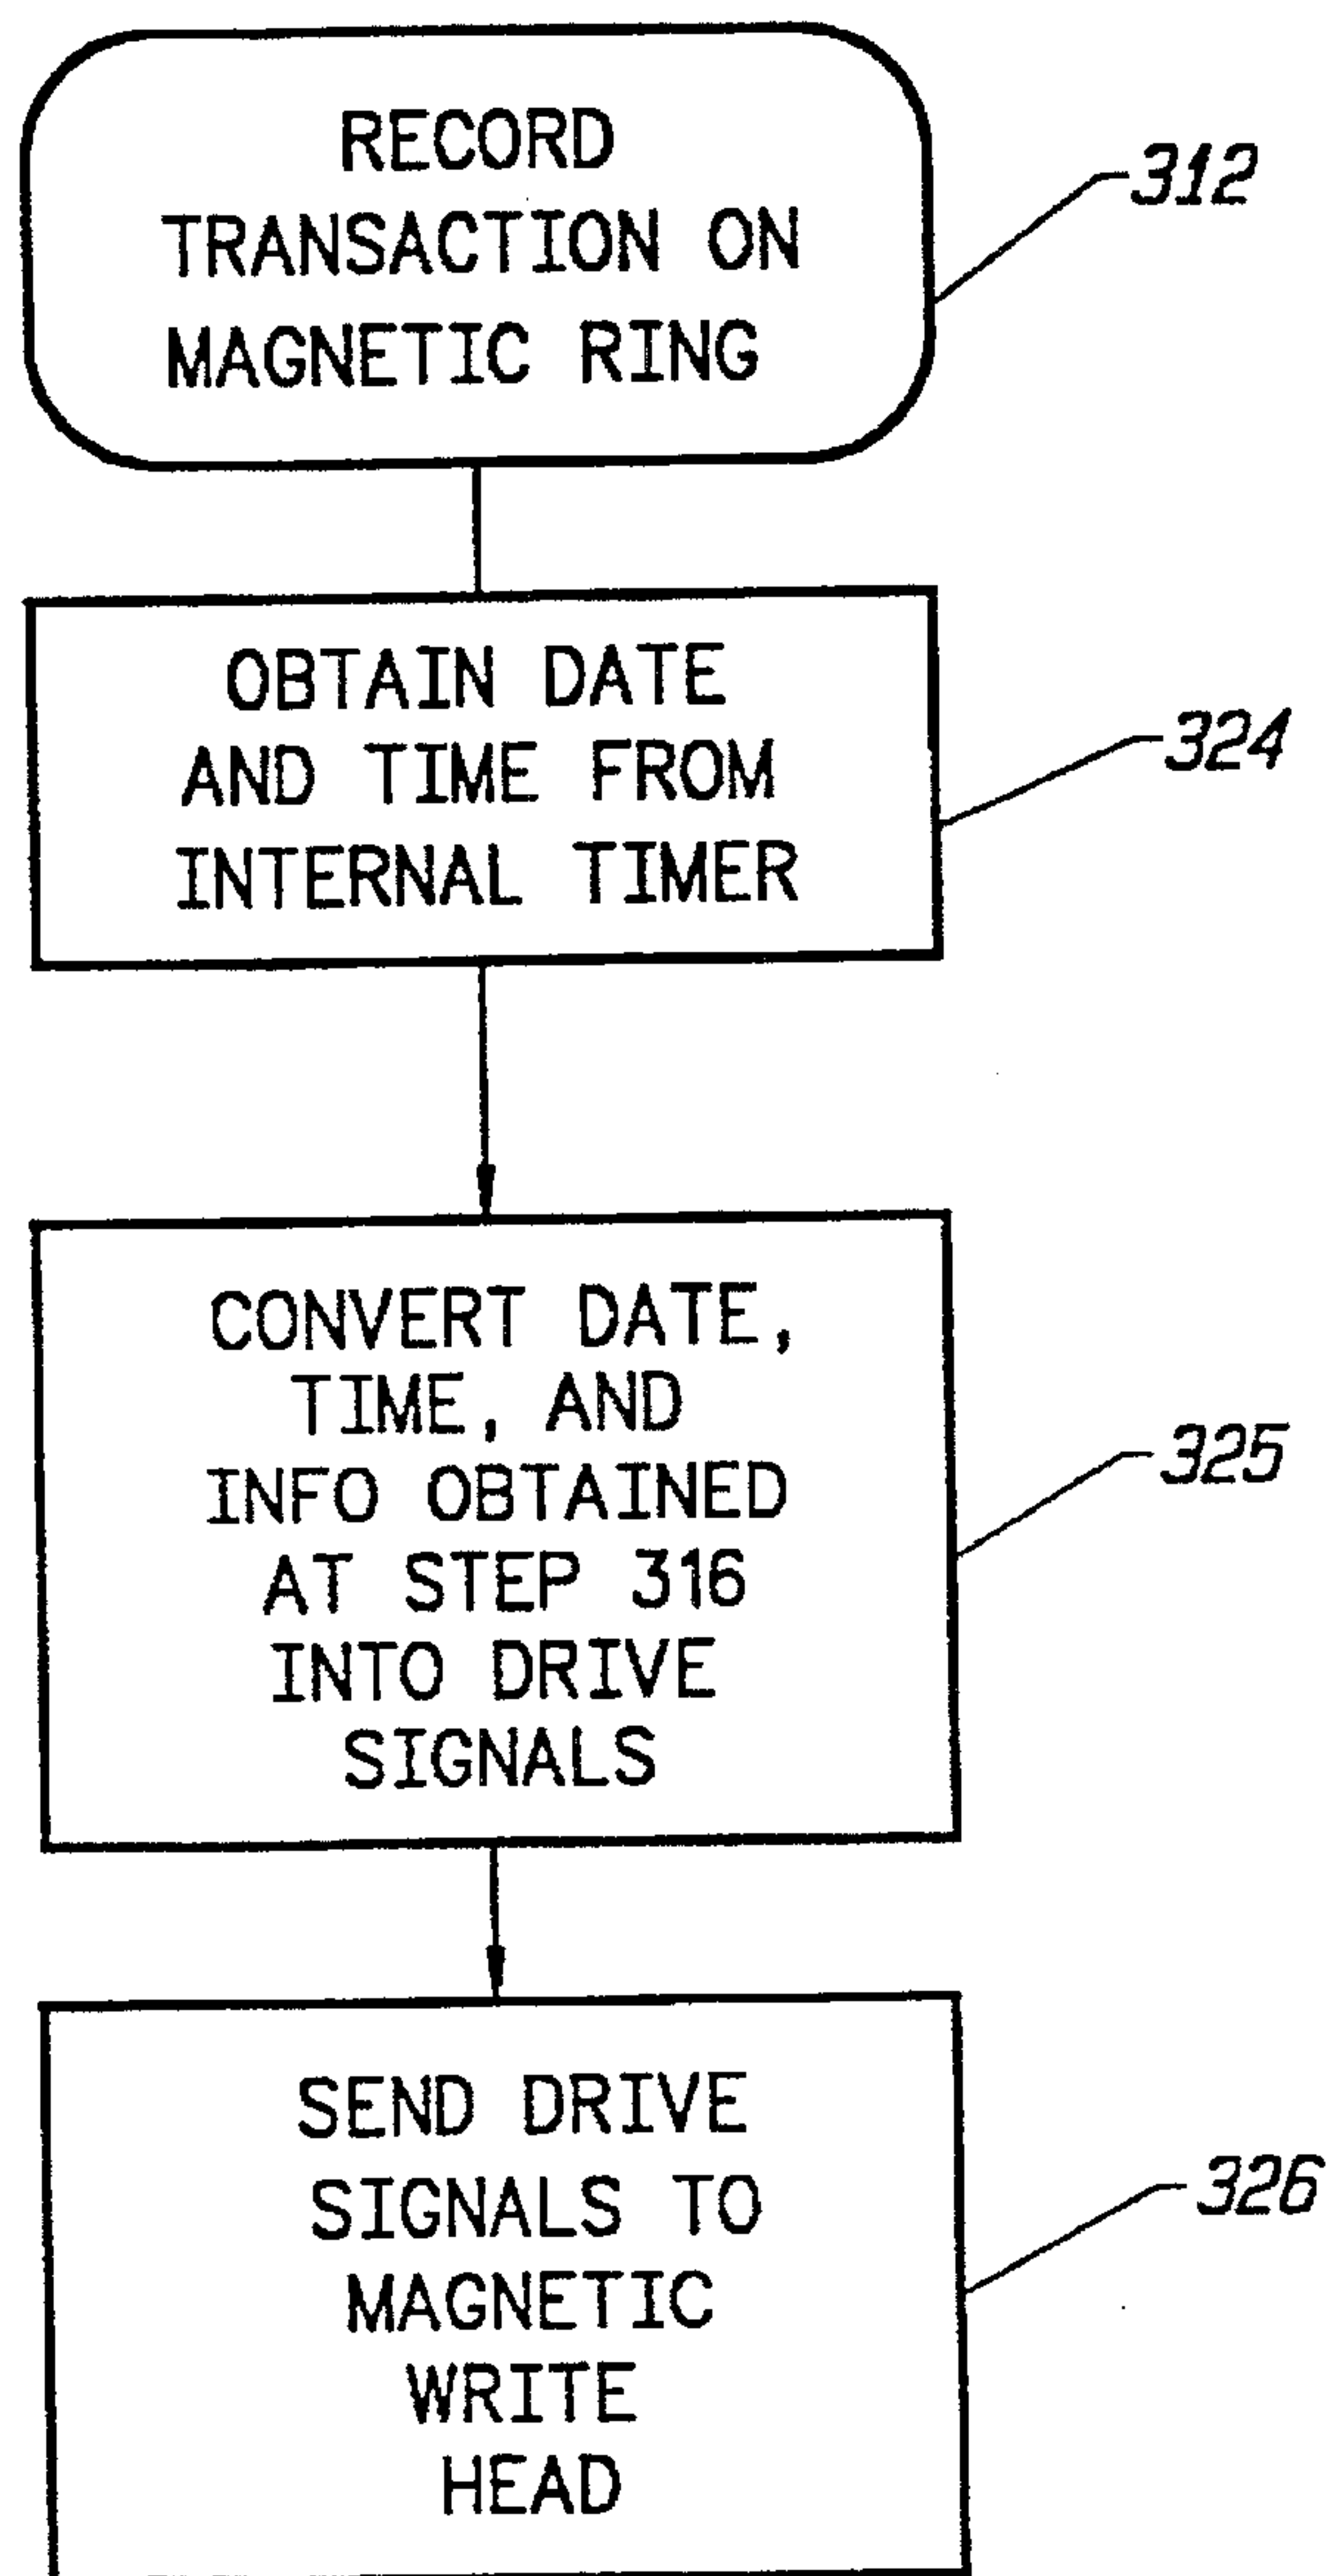 RECORD
TRANSACTION ON
MAGNETIC RING
312
OBTAIN DATE
AND TIME FROM
INTERNAL TIMER
324
CONVERT DATE,
TIME, AND
INFO OBTAINED
AT STEP 316
INTO DRIVE
SIGNALS
325
SEND DRIVE
SIGNALS TO
MAGNETIC
WRITE
HEAD
326